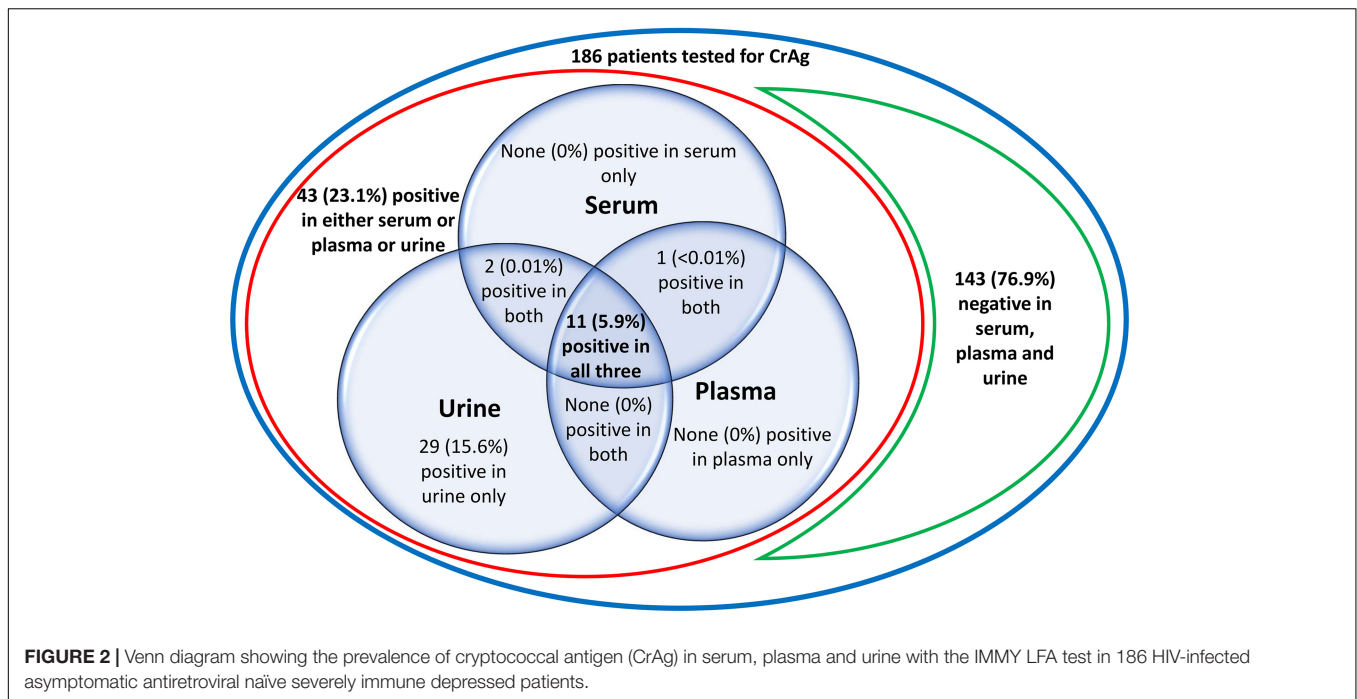 186 patients tested for CrAg
None (0%) positive in serum
only
Serum
43 (23.1%) positive
in either serum or
plasma or urine
2 (0.01%)
positive in
both
1 (<0.01%)
positive in
both
11 (5.9%)
positive in
all three
143 (76.9%)
negative in
serum,
plasma and
urine
Urine
29 (15.6%)
positive in
urine only
None (0%)
positive in
both
Plasma
None (0%) positive
in plasma only
FIGURE 2 | Venn diagram showing the prevalence of cryptococcal antigen (CrAg) in serum, plasma and urine with the IMMY LFA test in 186 HIV-infected
asymptomatic antiretroviral naïve severely immune depressed patients.